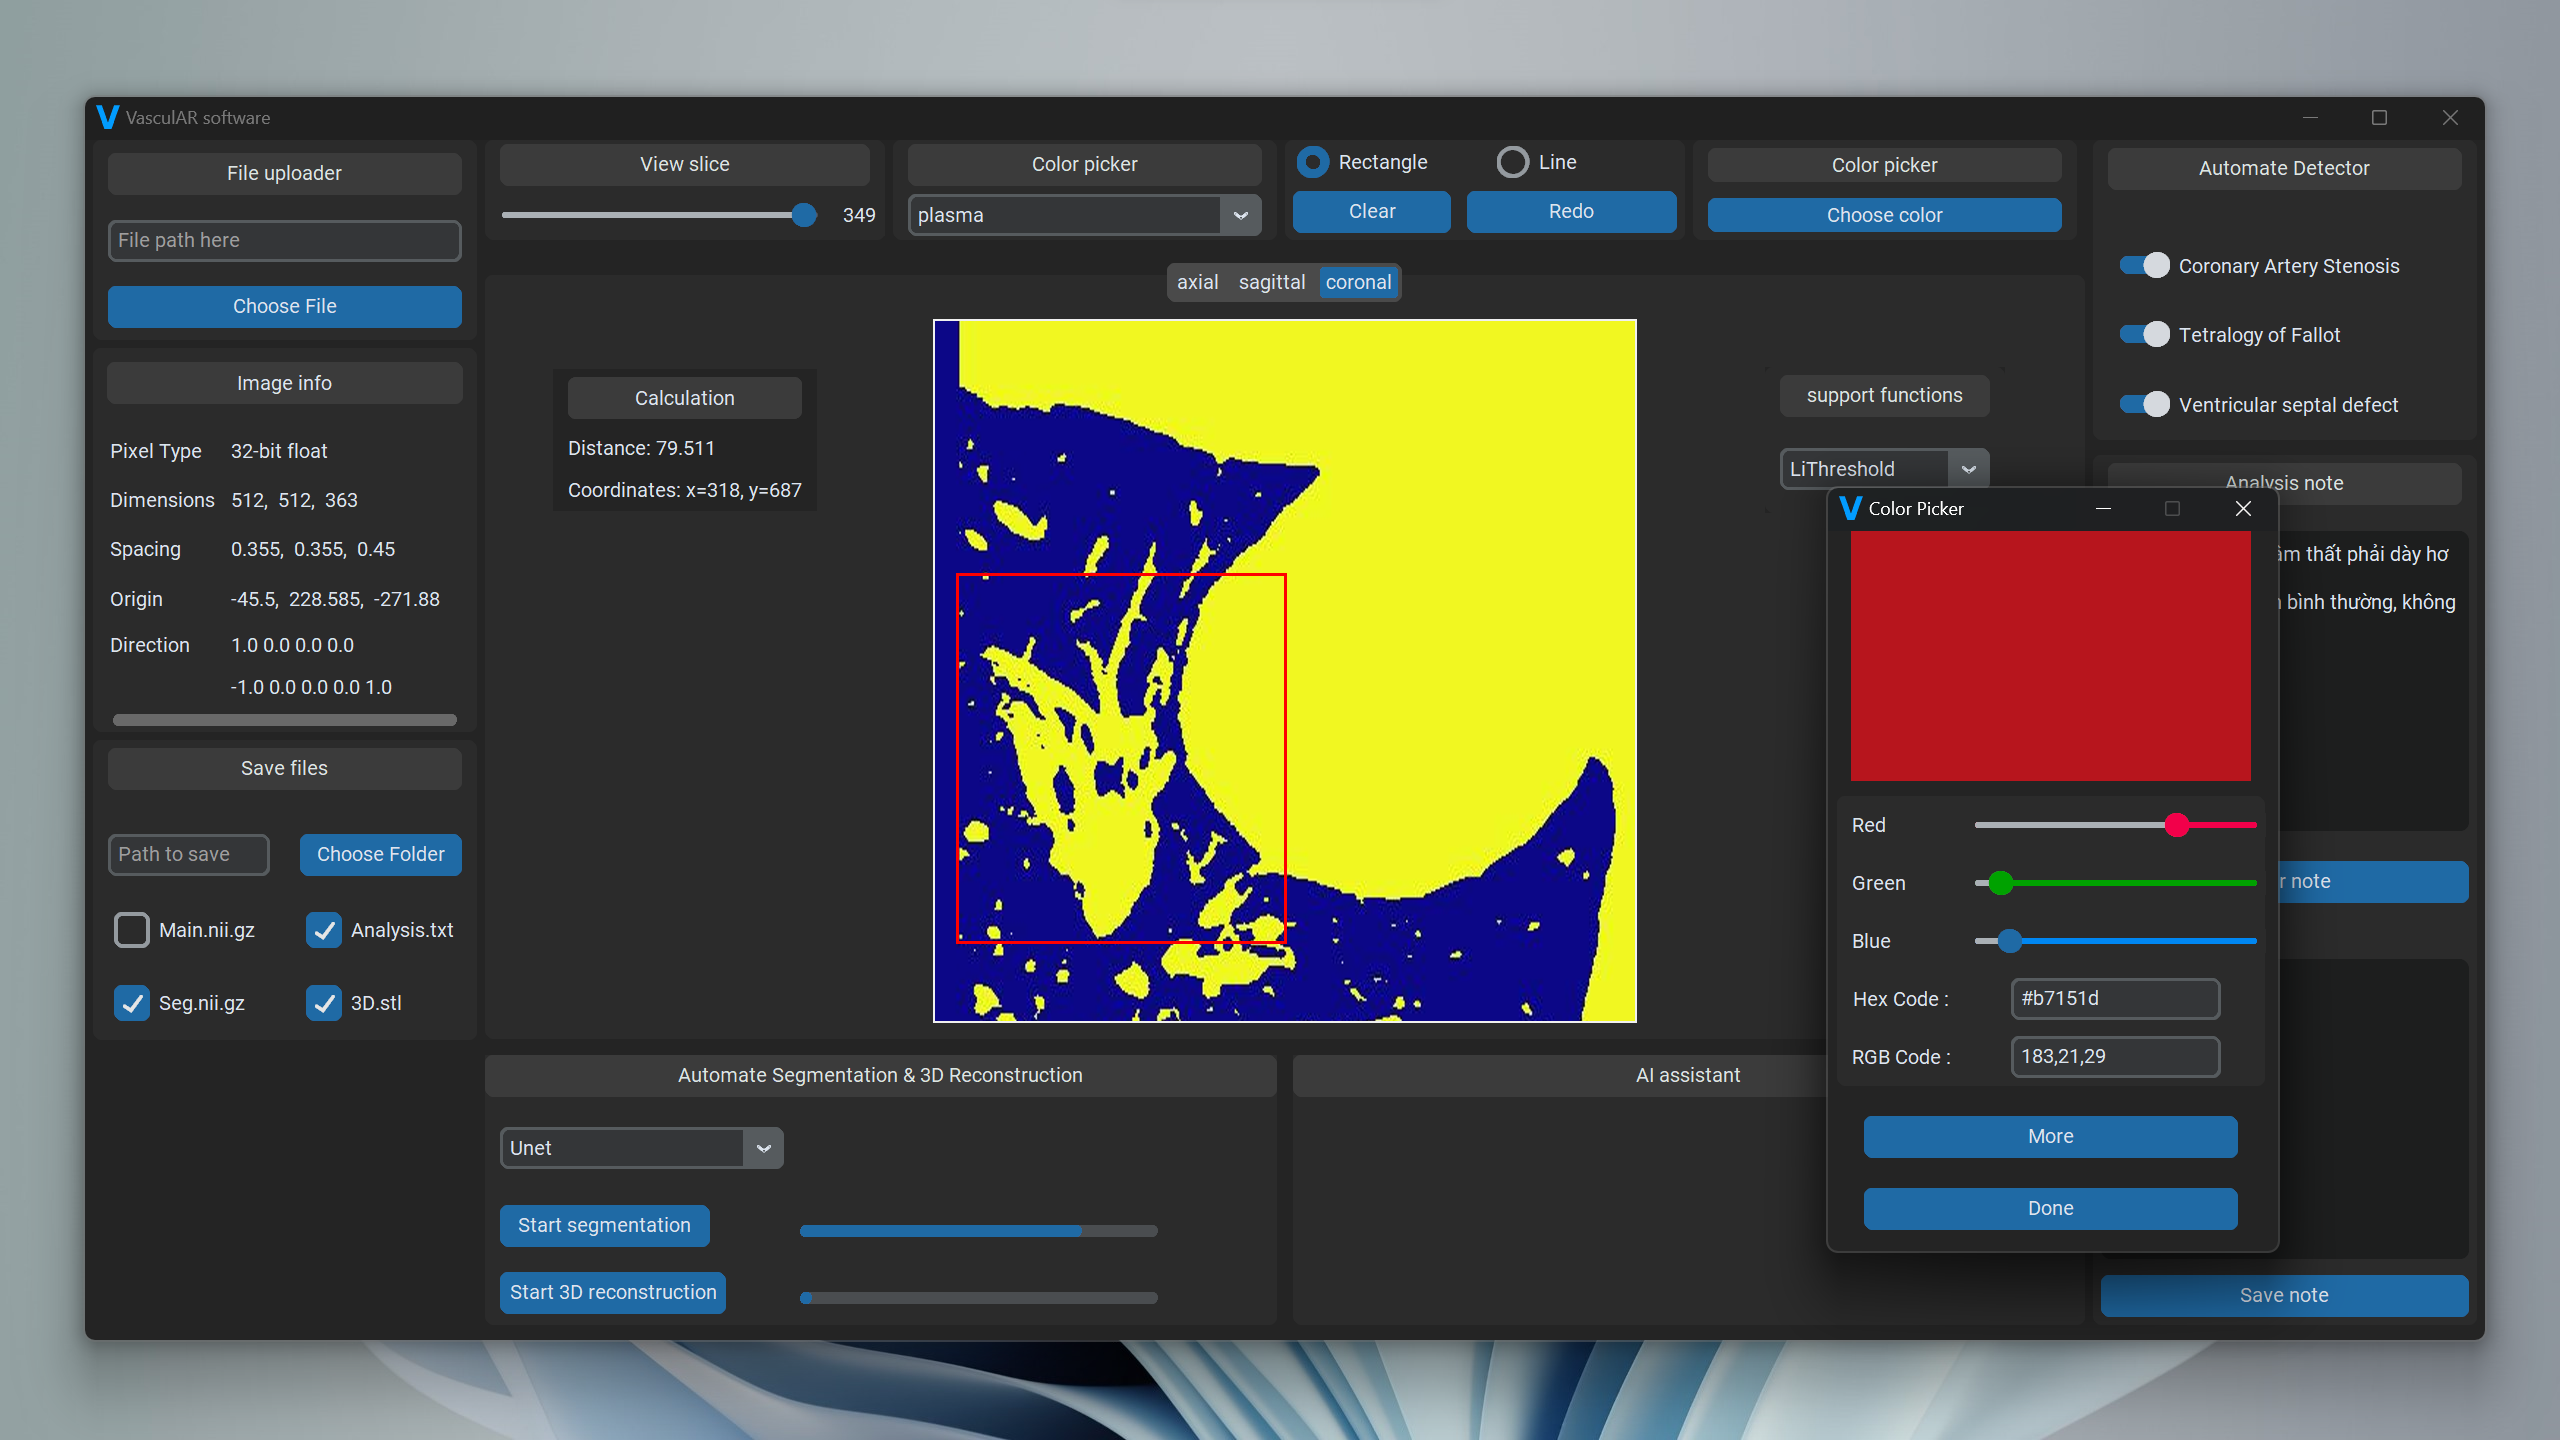 VasculAR software
File uploader
File path here
Choose File
Image info
Pixel Type 32-bit float
Dimensions 512, 512, 363
Spacing 0.355, 0.355, 0.45
Origin -45.5, 228.585, -271.88
Direction 1.0 0.0 0.0 0.0
-1.0 0.0 0.0 0.0 1.0
Save files
Path to save
Choose Folder
Main.nii.gz
Analysis.txt
Seg.nii.gz
3D.stl
View slice
349
Color picker
plasma
Rectangle
Line
Clear
Redo
Color picker
Choose color
axial sagittal coronal
Calculation
Distance: 79.511
Coordinates: x=318, y=687
support functions
LiThreshold
Automate Segmentation & 3D Reconstruction
Unet
Start segmentation
Start 3D reconstruction
AI assistant
Automate Detector
Coronary Artery Stenosis
Tetralogy of Fallot
Ventricular septal defect
Analysis note
thất phải dày hơ
bình thường, không
note
Save note
Color Picker
Red
Green
Blue
Hex Code : #b7151d
RGB Code : 183,21,29
More
Done